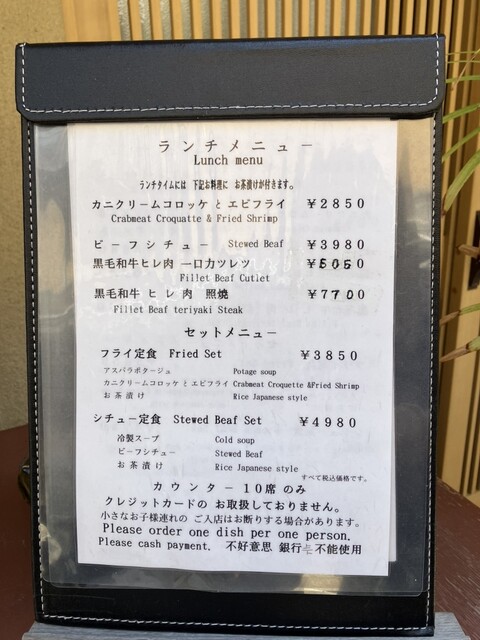 ランチメニュー
Lunch menu
ランチタイムには 下記お料理に お茶漬けが付きます。
カニクリームコロッケ と エビフライ ￥2850
Crabmeat Croquatte & Fried Shrimp
ビーフシチュー Stewed Beaf ￥3980
黒毛和牛ヒレ肉 一口カツレツ ￥5050
Fillet Beaf Cutlet
黒毛和牛 ヒレ 肉 照焼 ￥7700
Fillet Beaf teriyaki Steak
セットメニュー
フライ定食 Fried Set ￥3850
アスパラポタージュ Potage soup
カニクリームコロッケ と エビフライ Crabmeat Croquette &Fried Shrimp
お 茶 漬 け Rice Japanese style
シチュー定食 Stewed Beaf Set ￥4980
冷製スープ Cold soup
ビーフシチュー Stewed Beaf
お 茶 漬 け Rice Japanese style
すべて税込価格です。
カウンター 10席 のみ
クレジットカードの お取扱しておりません。
小さなお子様連れの ご入店はお断りする場合があります。
Please order one dish per one person.
Please cash payment. 不好意思 銀行 不能使用